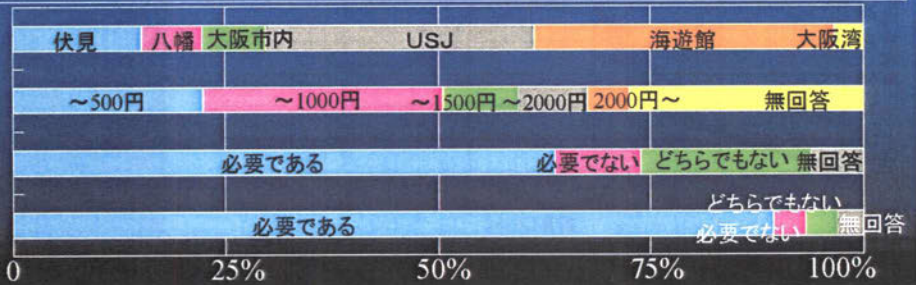 伏見 八幡 大阪市内 USJ 海遊館 大阪湾
～500円 ～1000円 ～1500円 ～2000円 2000円～ 無回答
必要である 必要でない どちらでもない 無回答
どちらでもない
必要である 必要でない 無回答
0 25% 50% 75% 100%